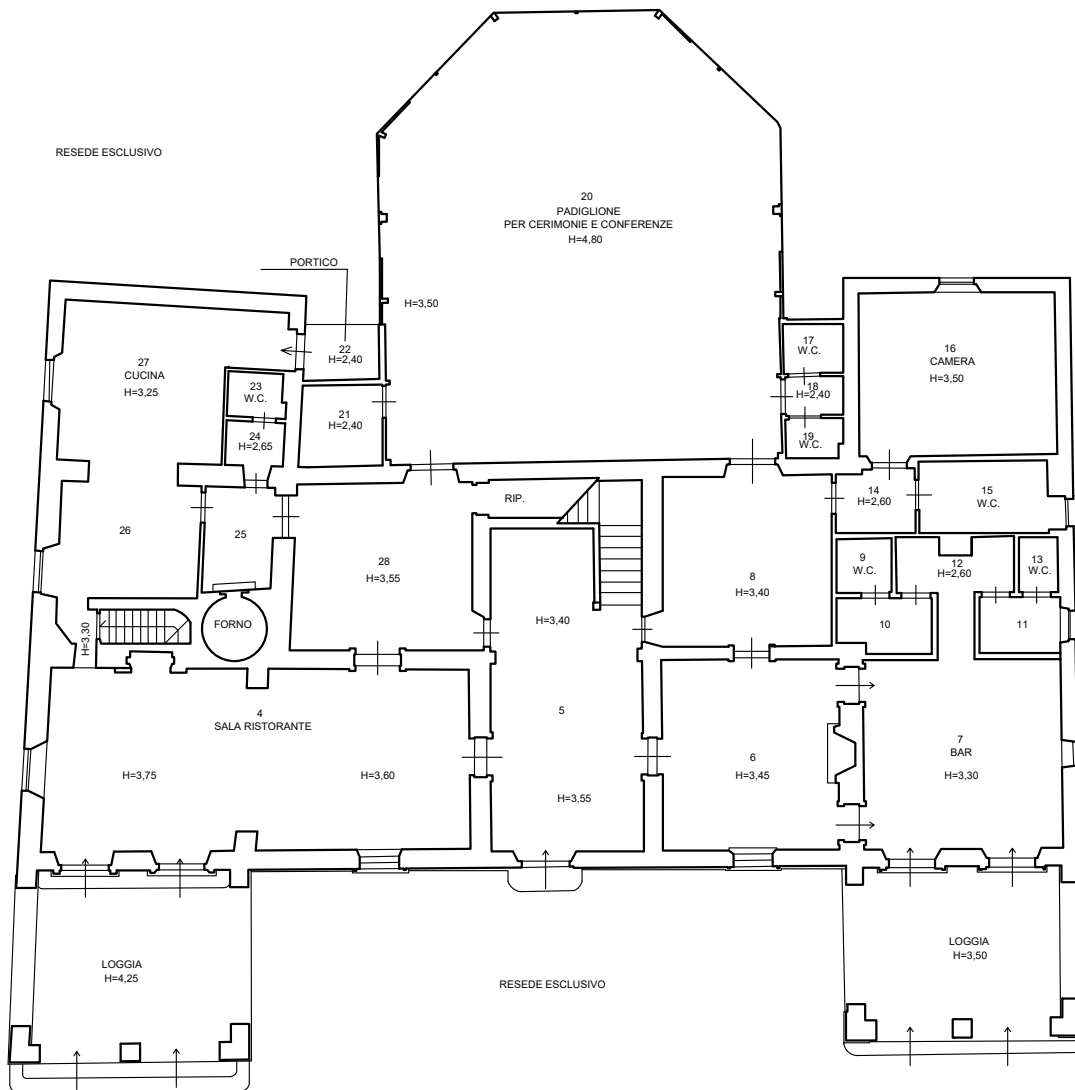 RESEDE ESCLUSIVO
20
PADIGLIONE
PER CERIMONIE E CONFERENZE
H=4,80
PORTICO
H=3,50
22
H=2,40
27
CUCINA
H=3,25
23
W.C.
24
H=2,65
21
H=2,40
17
W.C.
18
H=2,40
19
W.C.
16
CAMERA
H=3,50
RIP.
14
H=2,60
15
W.C.
26
25
28
H=3,55
8
H=3,40
9
W.C.
12
H=2,60
13
W.C.
10
11
FORNO
H=3,30
H=3,40
4
SALA RISTORANTE
H=3,75
H=3,60
5
H=3,55
6
H=3,45
7
BAR
H=3,30
LOGGIA
H=4,25
RESEDE ESCLUSIVO
LOGGIA
H=3,50